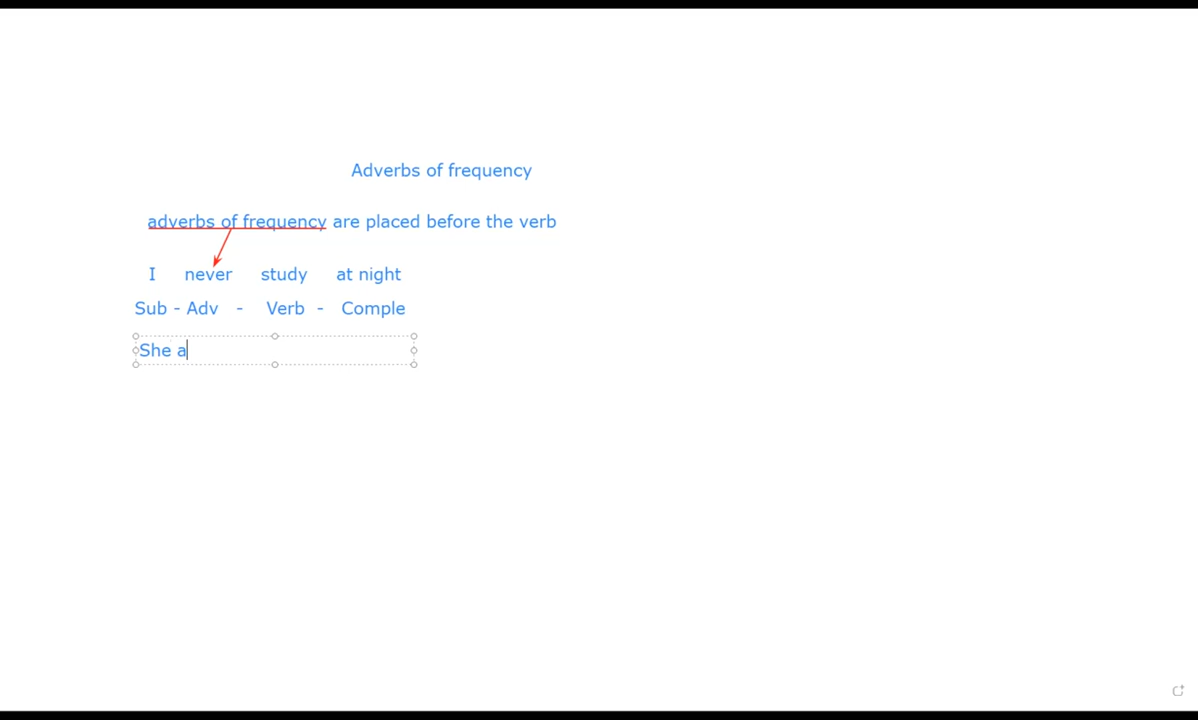 Adverbs of frequency
adverbs of frequency are placed before the verb
I never study at night
Sub - Adv - Verb - Comple
She a